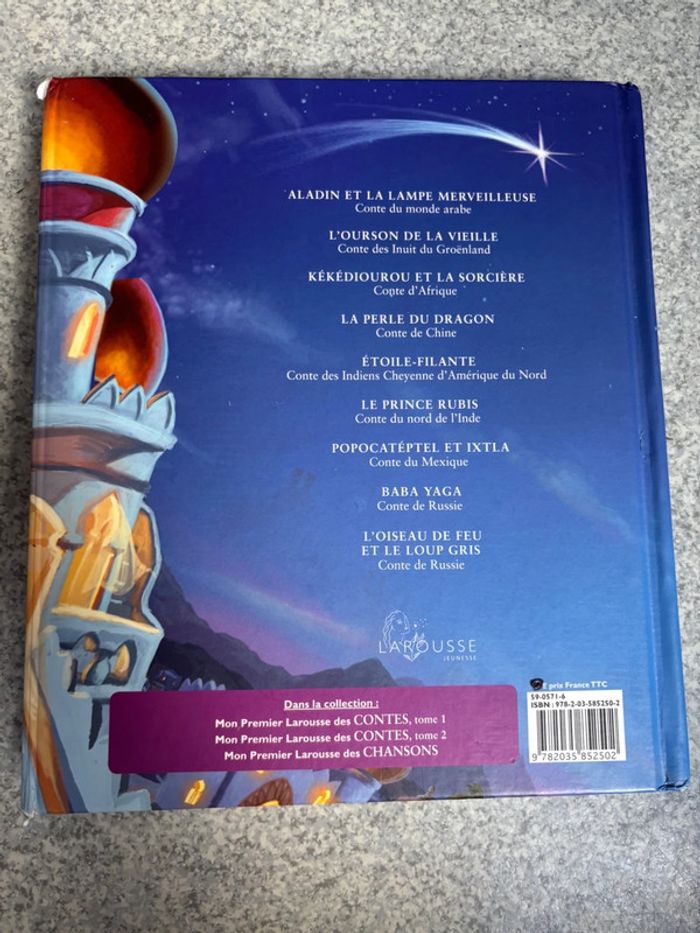 ALADIN ET LA LAMPE MERVEILLEUSE
Conte du monde arabe
L'OURSON DE LA VIEILLE
Conte des Inuit du Groënland
KÉKÉDIOUROU ET LA SORCIÈRE
Conte d'Afrique
LA PERLE DU DRAGON
Conte de Chine
ÉTOILE-FILANTE
Conte des Indiens Cheyenne d'Amérique du Nord
LE PRINCE RUBIS
Conte du nord de l'Inde
POPOCATÉPTEL ET IXTLA
Conte du Mexique
BABA YAGA
Conte de Russie
L'OISEAU DE FEU
ET LE LOUP GRIS
Conte de Russie
LAROUSSE
JEUNESSE
prix France TTC
59-0571-6
ISBN : 978-2-03-585250-2
9 782035 852502
Dans la collection :
Mon Premier Larousse des CONTES, tome 1
Mon Premier Larousse des CONTES, tome 2
Mon Premier Larousse des CHANSONS